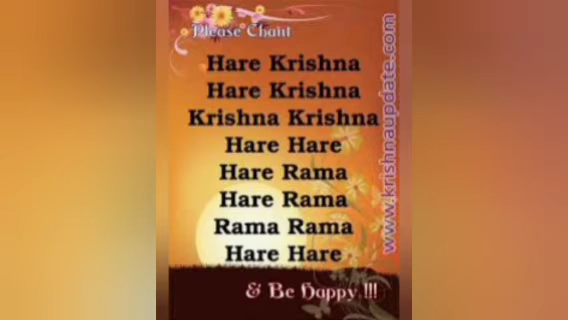 Please Chant
Hare Krishna
Hare Krishna
Krishna Krishna
Hare Hare
Hare Rama
Hare Rama
Rama Rama
Hare Hare
& Be Happy !!!
www.krishnaupdate.com